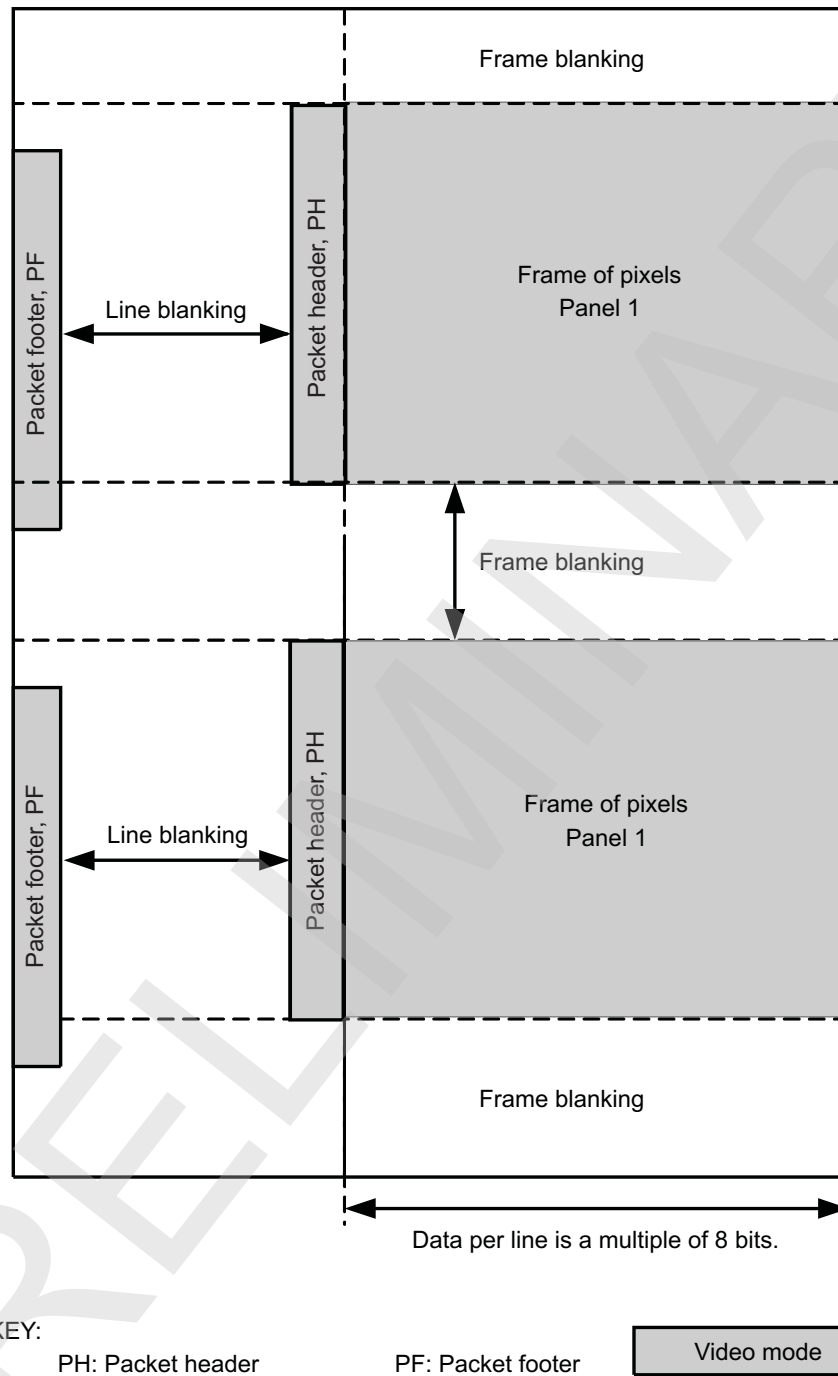 Frame blanking
Packet footer, PF
Line blanking
Packet header, PH
Frame of pixels
Panel 1
Frame blanking
Packet footer, PF
Line blanking
Packet header, PH
Frame of pixels
Panel 1
Frame blanking
Data per line is a multiple of 8 bits.
KEY:
PH: Packet header
PF: Packet footer
Video mode